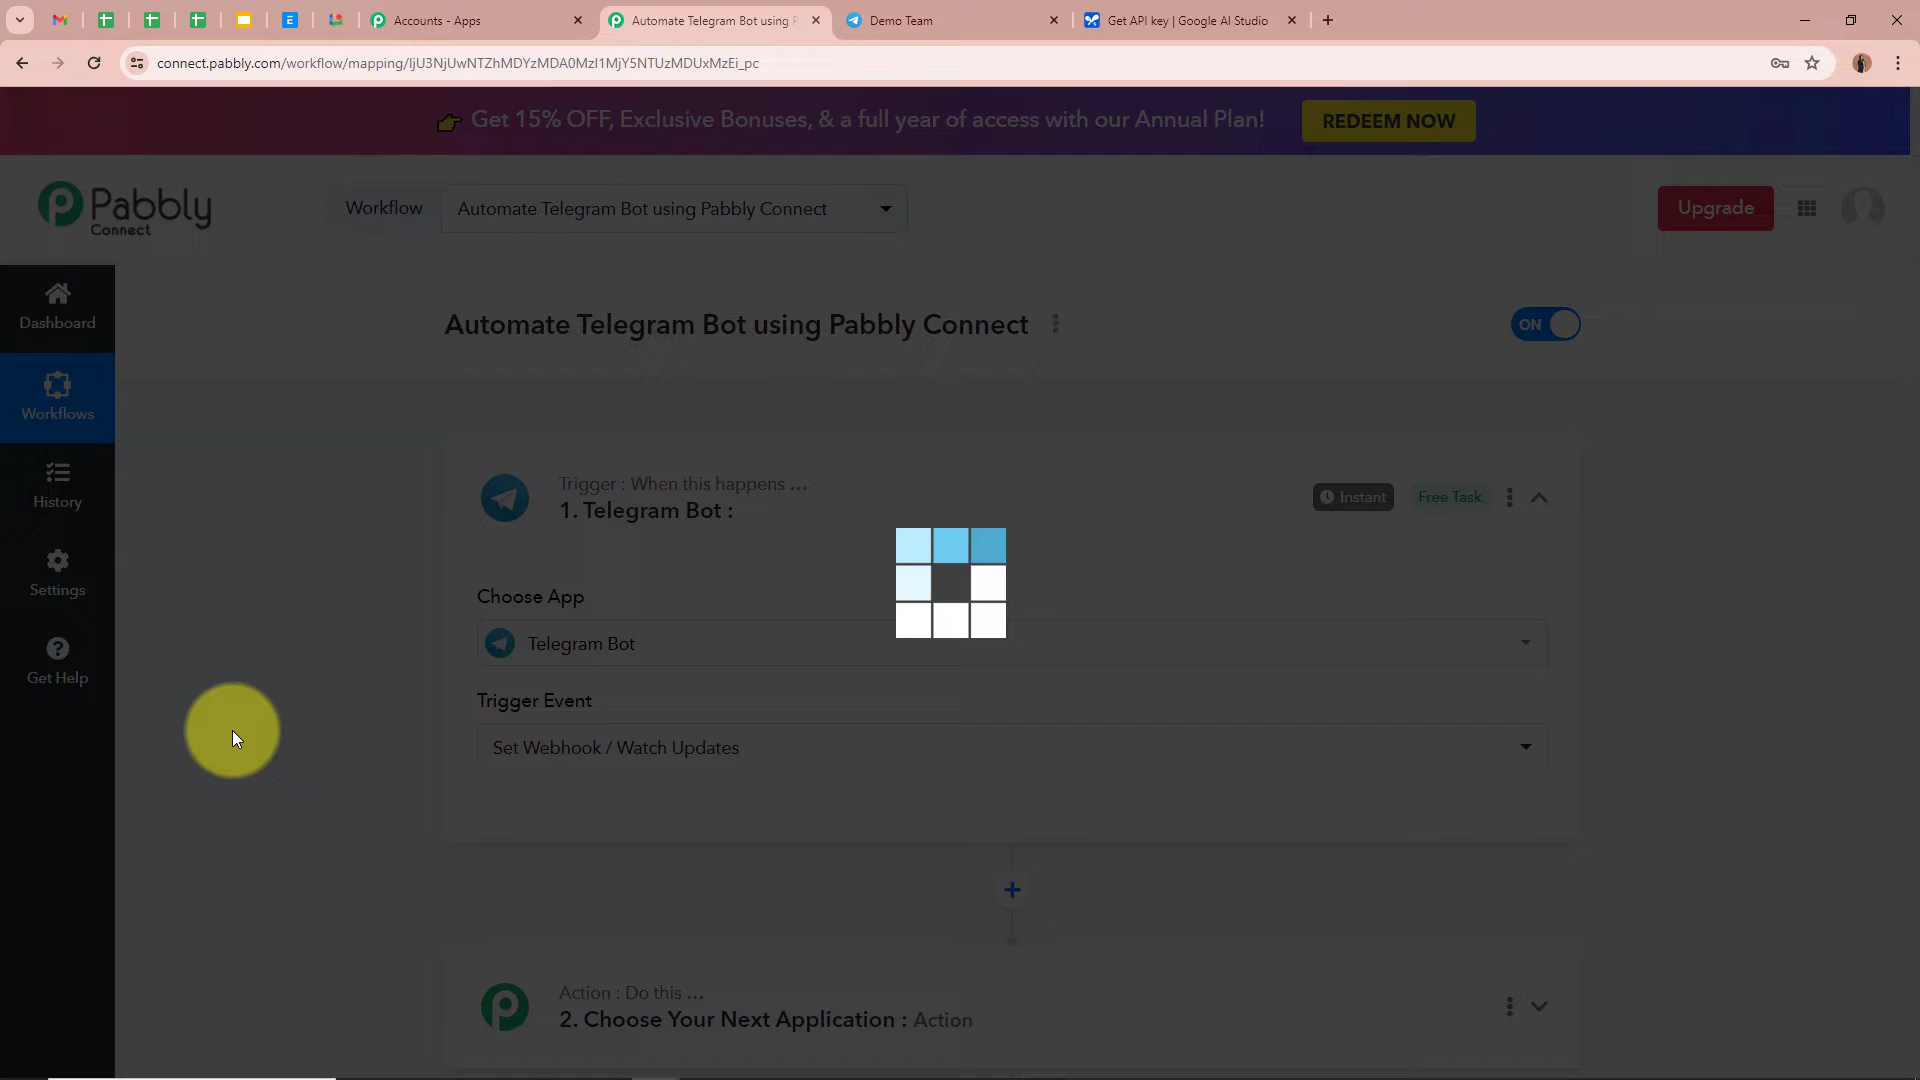 Accounts - Apps
Automate Telegram Bot using P
Demo Team
Get API key | Google AI Studio
connect.pabbly.com/workflow/mapping/IjU3NjUwNTZhMDYzMDA0MzI1MjY5NTUzMDUxMzEi_pc
Get 15% OFF, Exclusive Bonuses, & a full year of access with our Annual Plan!
REDEEM NOW
Pabbly
Connect
Workflow
Automate Telegram Bot using Pabbly Connect
Upgrade
Dashboard
Workflows
History
Settings
Get Help
Automate Telegram Bot using Pabbly Connect
ON
Trigger : When this happens ...
1. Telegram Bot :
Instant
Free Task
Choose App
Telegram Bot
Trigger Event
Set Webhook / Watch Updates
Action : Do this ...
2. Choose Your Next Application : Action